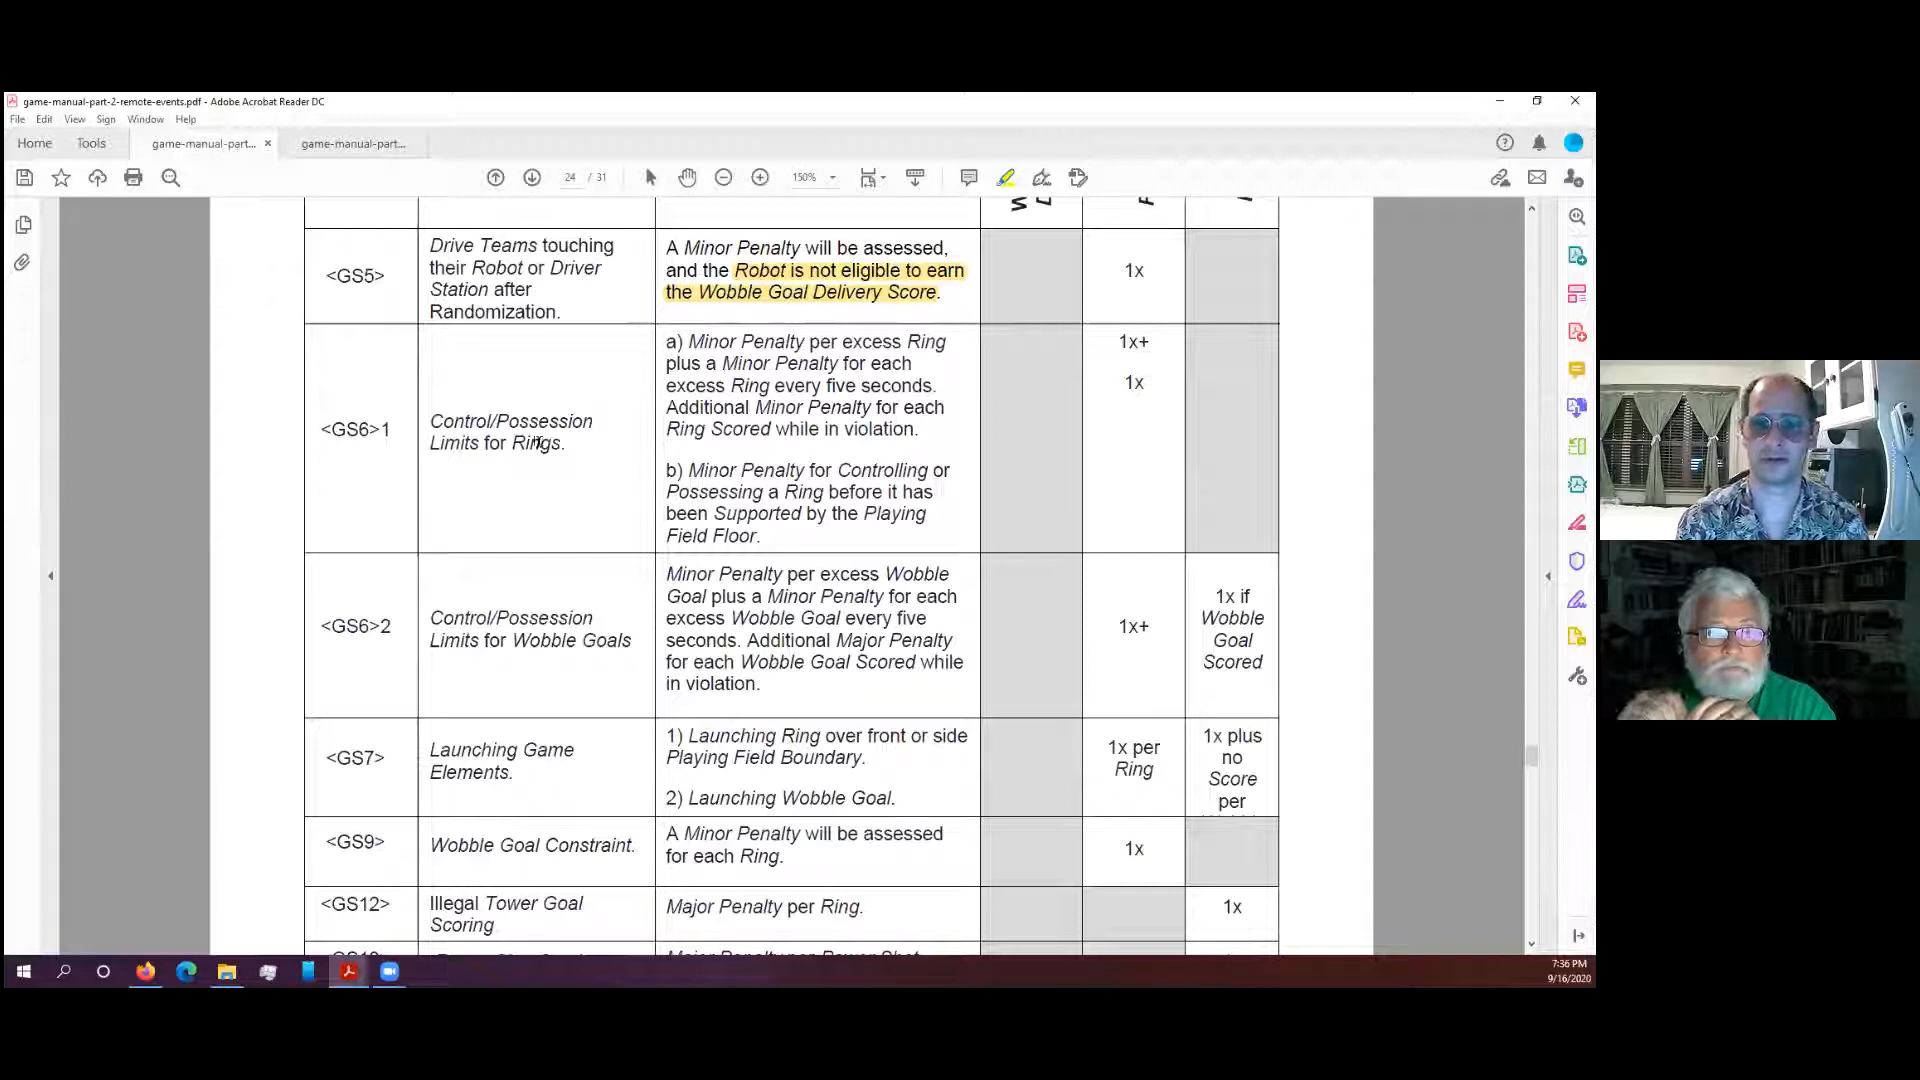 game-manual-part-2-remote-events.pdf - Adobe Acrobat Reader DC
File Edit View Sign Window Help
Home Tools game-manual-part... × game-manual-part...
24 / 31 150%
<GS5>
Drive Teams touching
their Robot or Driver
Station after
Randomization.
A Minor Penalty will be assessed,
and the Robot is not eligible to earn
the Wobble Goal Delivery Score.
1x
<GS6>1
Control/Possession
Limits for Rings.
a) Minor Penalty per excess Ring
plus a Minor Penalty for each
excess Ring every five seconds.
Additional Minor Penalty for each
Ring Scored while in violation.
b) Minor Penalty for Controlling or
Possessing a Ring before it has
been Supported by the Playing
Field Floor.
1x+
1x
<GS6>2
Control/Possession
Limits for Wobble Goals
Minor Penalty per excess Wobble
Goal plus a Minor Penalty for each
excess Wobble Goal every five
seconds. Additional Major Penalty
for each Wobble Goal Scored while
in violation.
1x+
1x if
Wobble
Goal
Scored
<GS7>
Launching Game
Elements.
1) Launching Ring over front or side
Playing Field Boundary.
2) Launching Wobble Goal.
1x per
Ring
1x plus
no
Score
per
<GS9>
Wobble Goal Constraint.
A Minor Penalty will be assessed
for each Ring.
1x
<GS12>
Illegal Tower Goal
Scoring
Major Penalty per Ring.
1x
7:36 PM
9/16/2020